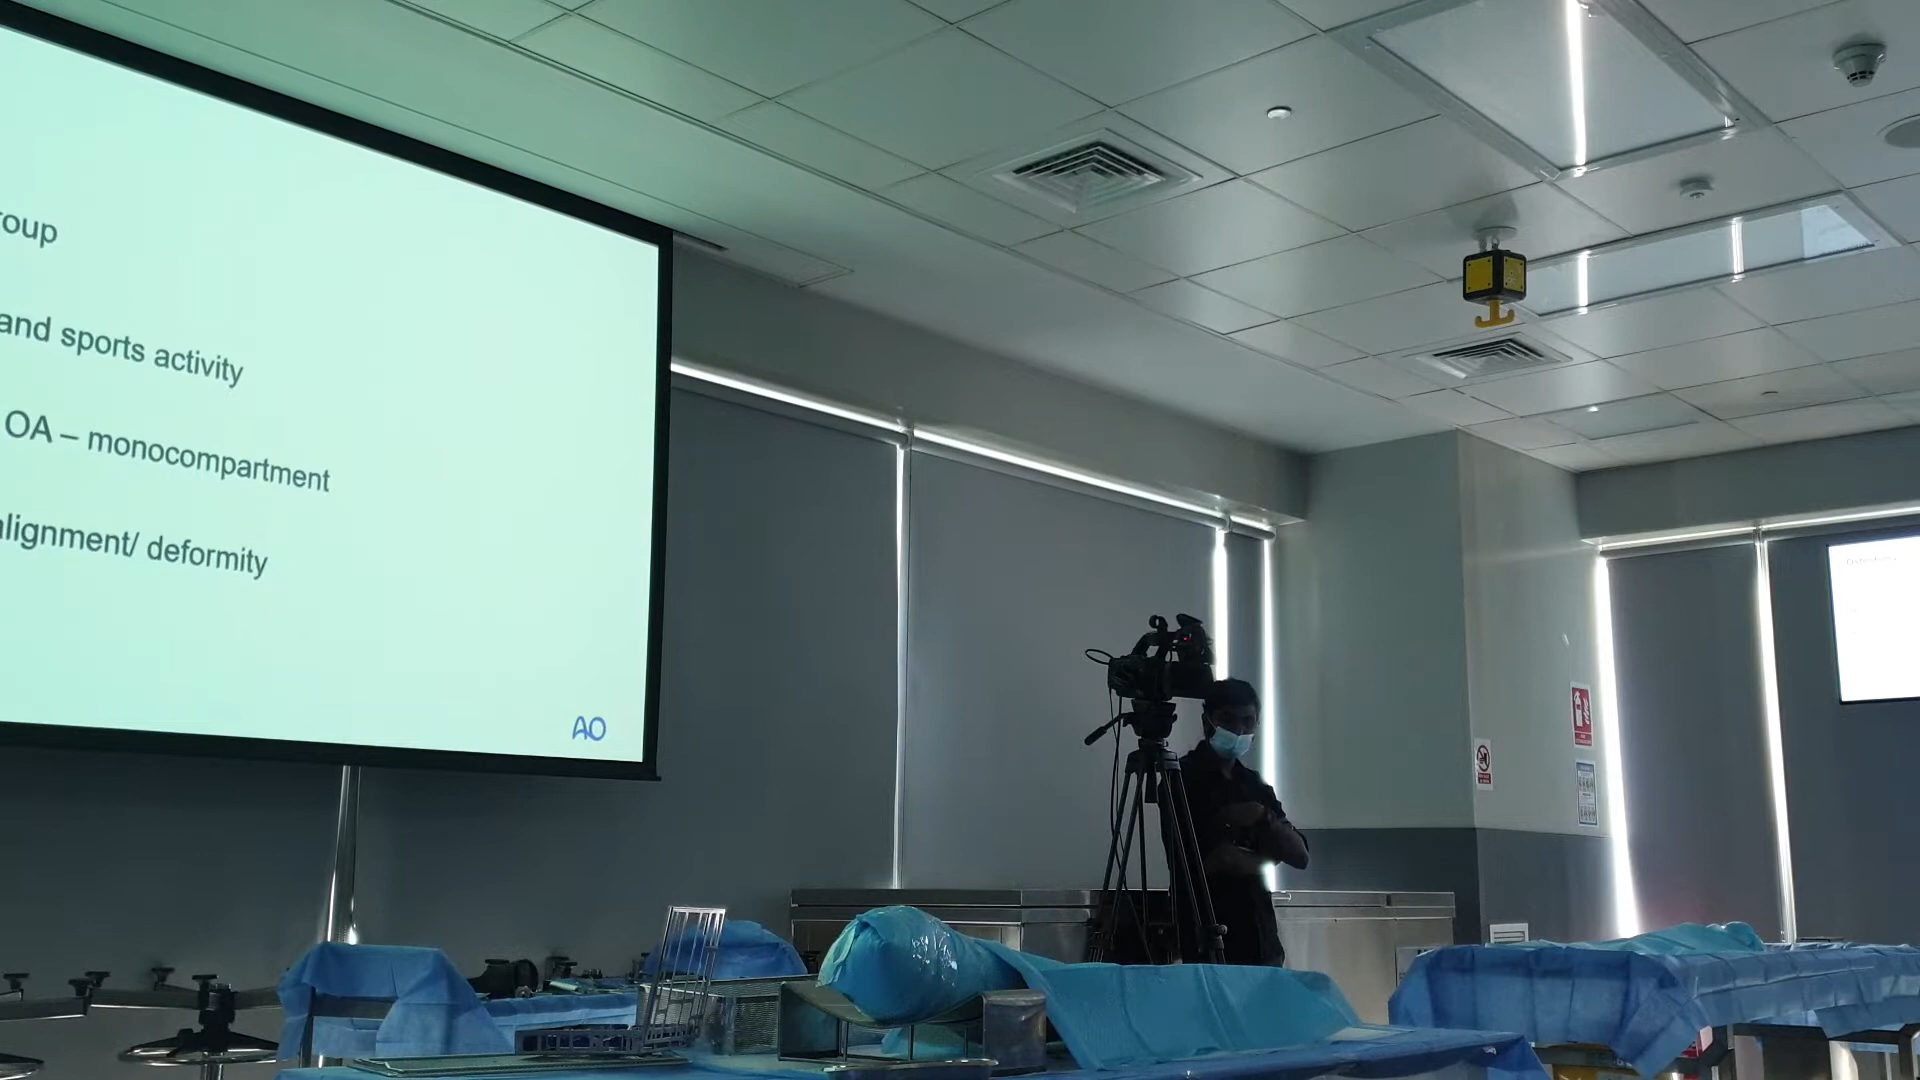 roup
and sports activity
OA – monocompartment
alignment/ deformity
AO